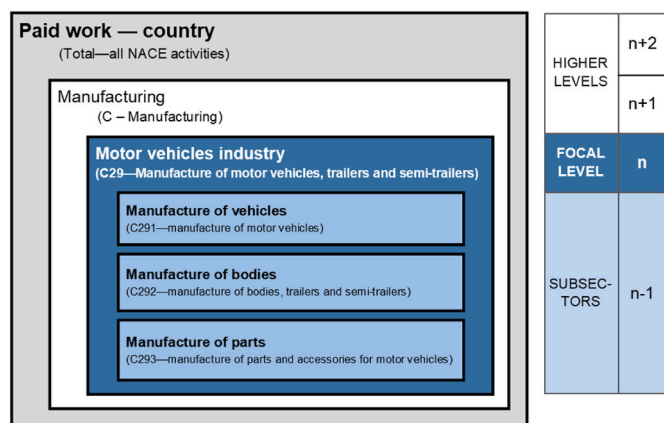 Paid work — country
(Total—all NACE activities)
Manufacturing
(C – Manufacturing)
Motor vehicles industry
(C29—Manufacture of motor vehicles, trailers and semi-trailers)
Manufacture of vehicles
(C291—manufacture of motor vehicles)
Manufacture of bodies
(C292—manufacture of bodies, trailers and semi-trailers)
Manufacture of parts
(C293—manufacture of parts and accessories for motor vehicles)
HIGHER
LEVELS
n+2
n+1
FOCAL
LEVEL
n
SUBSEC-
TORS
n-1